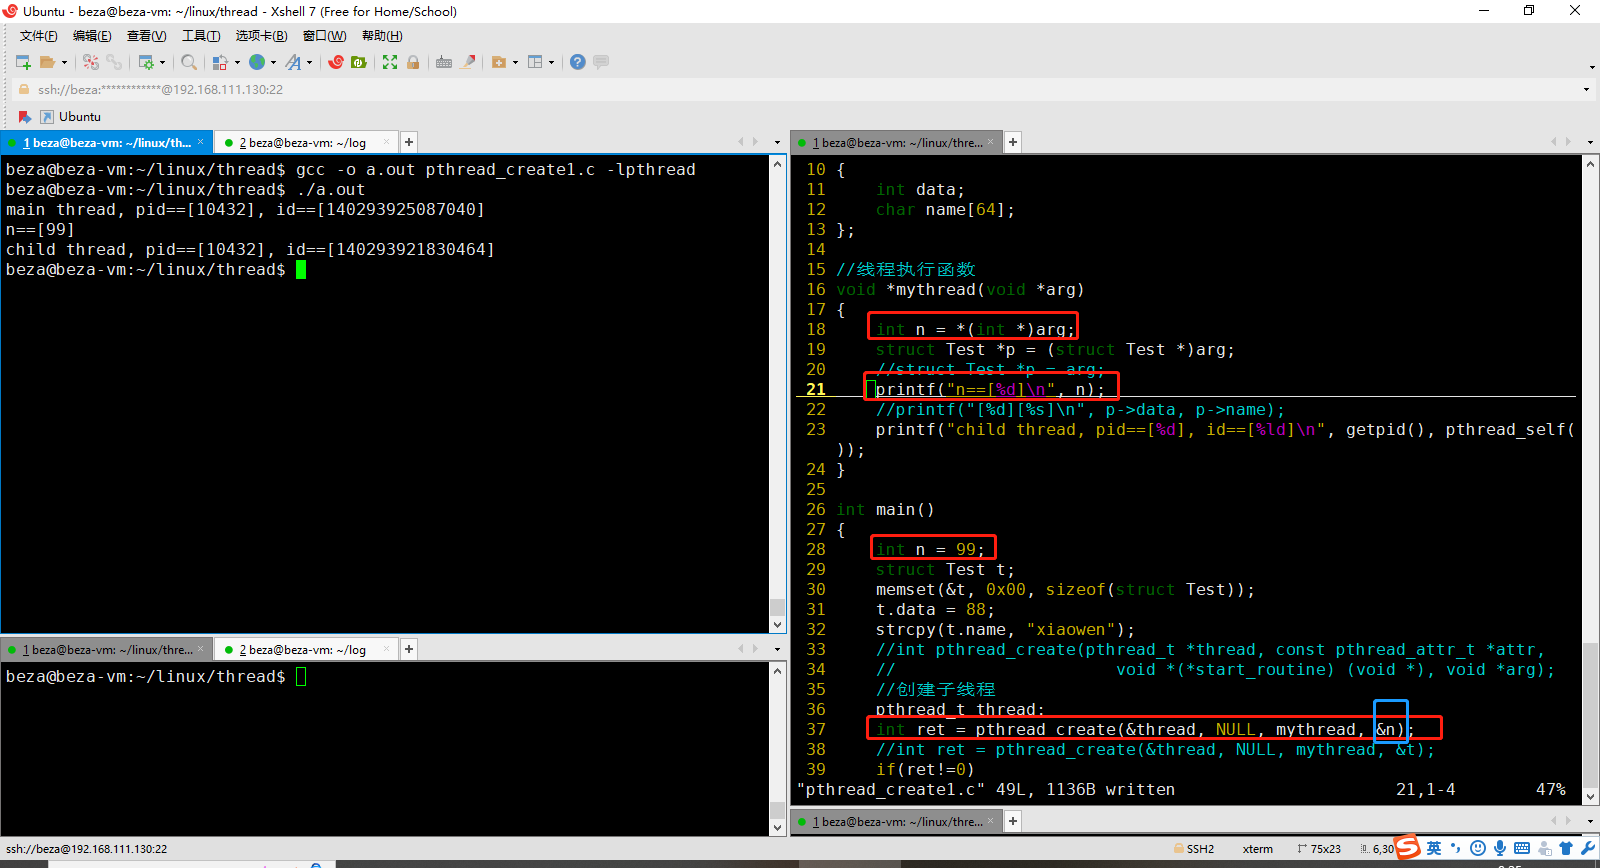 Ubuntu - beza@beza-vm: ~/linux/thread - Xshell 7 (Free for Home/School)
文件(F) 编辑(E) 查看(V) 工具(T) 选项卡(B) 窗口(W) 帮助(H)
ssh://beza:************@192.168.111.130:22
Ubuntu
1 beza@beza-vm: ~/linux/th... × 2 beza@beza-vm: ~/log × +
beza@beza-vm:~/linux/thread$ gcc -o a.out pthread_create1.c -lpthread
beza@beza-vm:~/linux/thread$ ./a.out
main thread, pid==[10432], id==[140293925087040]
n==[99]
child thread, pid==[10432], id==[140293921830464]
beza@beza-vm:~/linux/thread$
1 beza@beza-vm: ~/linux/thre... × 2 beza@beza-vm: ~/log × +
beza@beza-vm:~/linux/thread$
1 beza@beza-vm: ~/linux/thre... × +
10 {
11     int data;
12     char name[64];
13 };
14
15 //线程执行函数
16 void *mythread(void *arg)
17 {
18     int n = *(int *)arg;
19     struct Test *p = (struct Test *)arg;
20     //struct Test *p = arg;
21     printf("n==[%d]\n", n);
22     //printf("[%d][%s]\n", p->data, p->name);
23     printf("child thread, pid==[%d], id==[%ld]\n", getpid(), pthread_self(
));
24 }
25
26 int main()
27 {
28     int n = 99;
29     struct Test t;
30     memset(&t, 0x00, sizeof(struct Test));
31     t.data = 88;
32     strcpy(t.name, "xiaowen");
33     //int pthread_create(pthread_t *thread, const pthread_attr_t *attr,
34     //                      void *(*start_routine) (void *), void *arg);
35     //创建子线程
36     pthread_t thread;
37     int ret = pthread_create(&thread, NULL, mythread, &n);
38     //int ret = pthread_create(&thread, NULL, mythread, &t);
39     if(ret!=0)
"pthread_create1.c" 49L, 1136B written 21,1-4 47%
1 beza@beza-vm: ~/linux/thre... × +
ssh://beza@192.168.111.130:22 SSH2 xterm 75x23 6,30 英